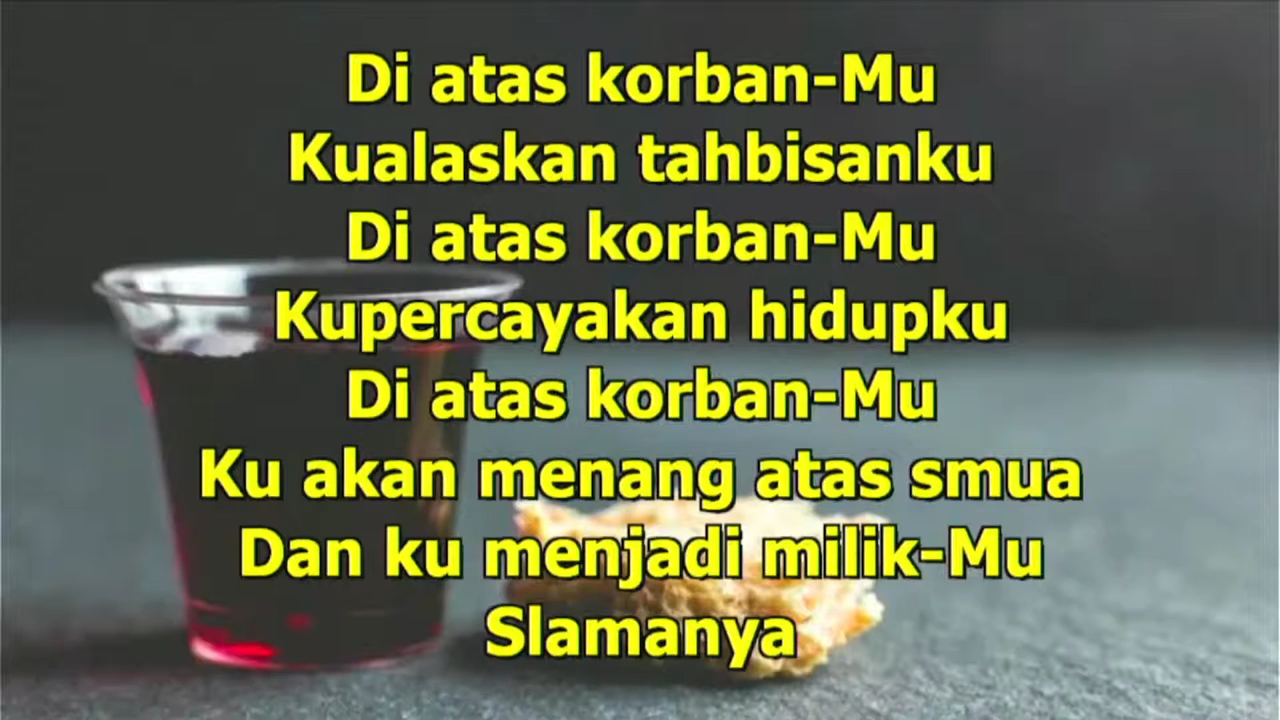 Di atas korban-Mu
Kualaskan tahbisanku
Di atas korban-Mu
Kupercayakan hidupku
Di atas korban-Mu
Ku akan menang atas smua
Dan ku menjadi milik-Mu
Slamanya